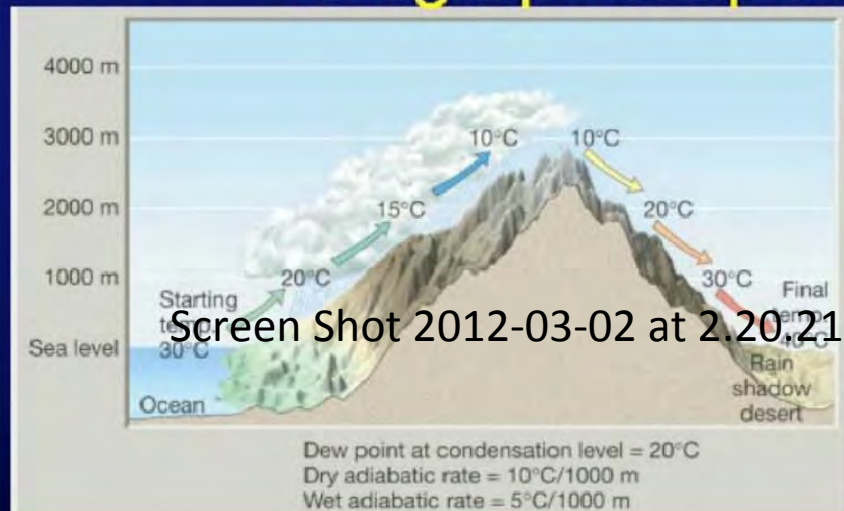 4000 m
3000 m
10°C
10°C
2000 m
15°C
20°C
1000 m
20°C
30°C
Starting
Final
Screen Shot 2012-03-02 at 2.20.21
Sea level
30°C
Rain
shadow
desert
Ocean
Dew point at condensation level = 20°C
Dry adiabatic rate = 10°C/1000 m
Wet adiabatic rate = 5°C/1000 m